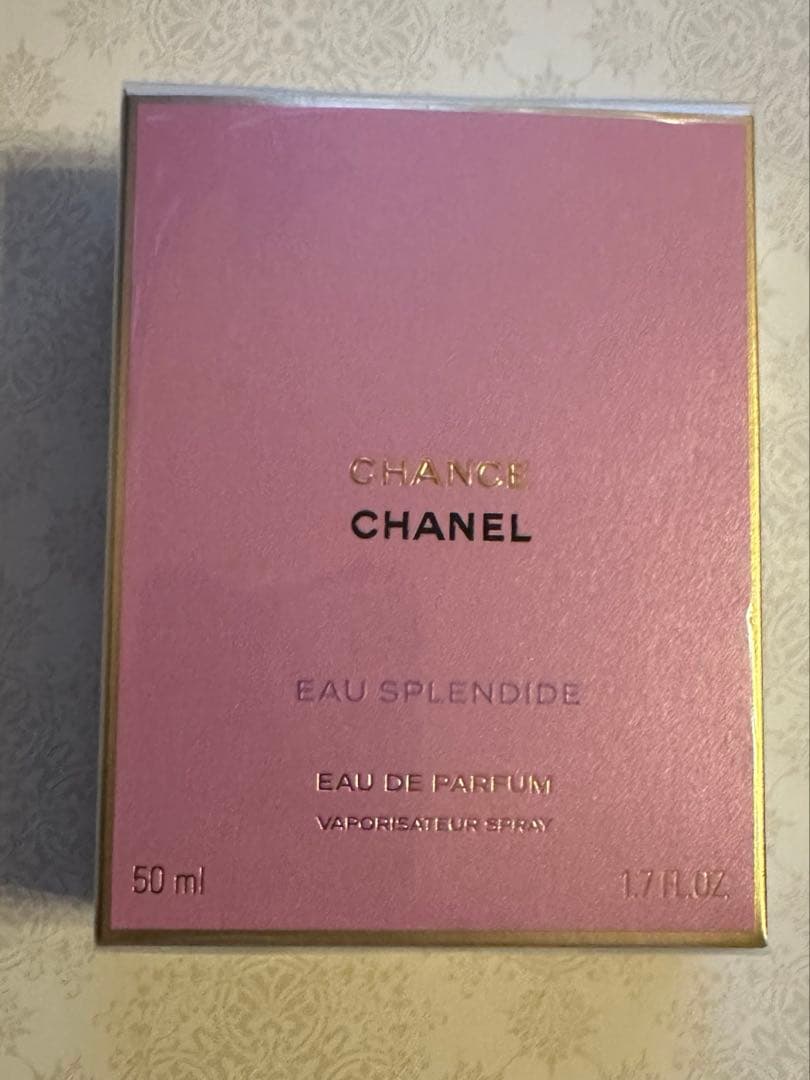 CHANCE
CHANEL
EAU SPLENDIDE
EAU DE PARFUM
VAPORISATEUR SPRAY
50 ml
1.7 FL.OZ.